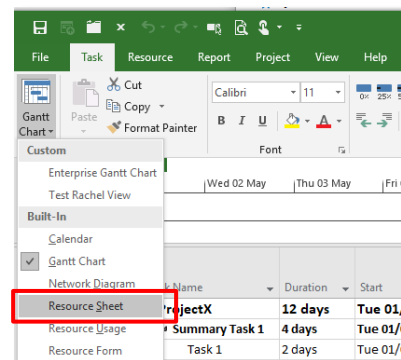 File Task Resource Report Project View Help
Cut
Calibri 11
0× 25×
Copy
Gantt
Chart
Paste
Format Painter
B I U A
Font
Custom
Enterprise Gantt Chart
Wed 02 May Thu 03 May Fri
Test Rachel View
Built-In
Calendar
Gantt Chart
Network Diagram
Name Duration Start
Resource Sheet
ProjectX 12 days Tue 01/
Resource Usage
Summary Task 1 4 days Tue 01/
Resource Form
Task 1 2 days Tue 01/